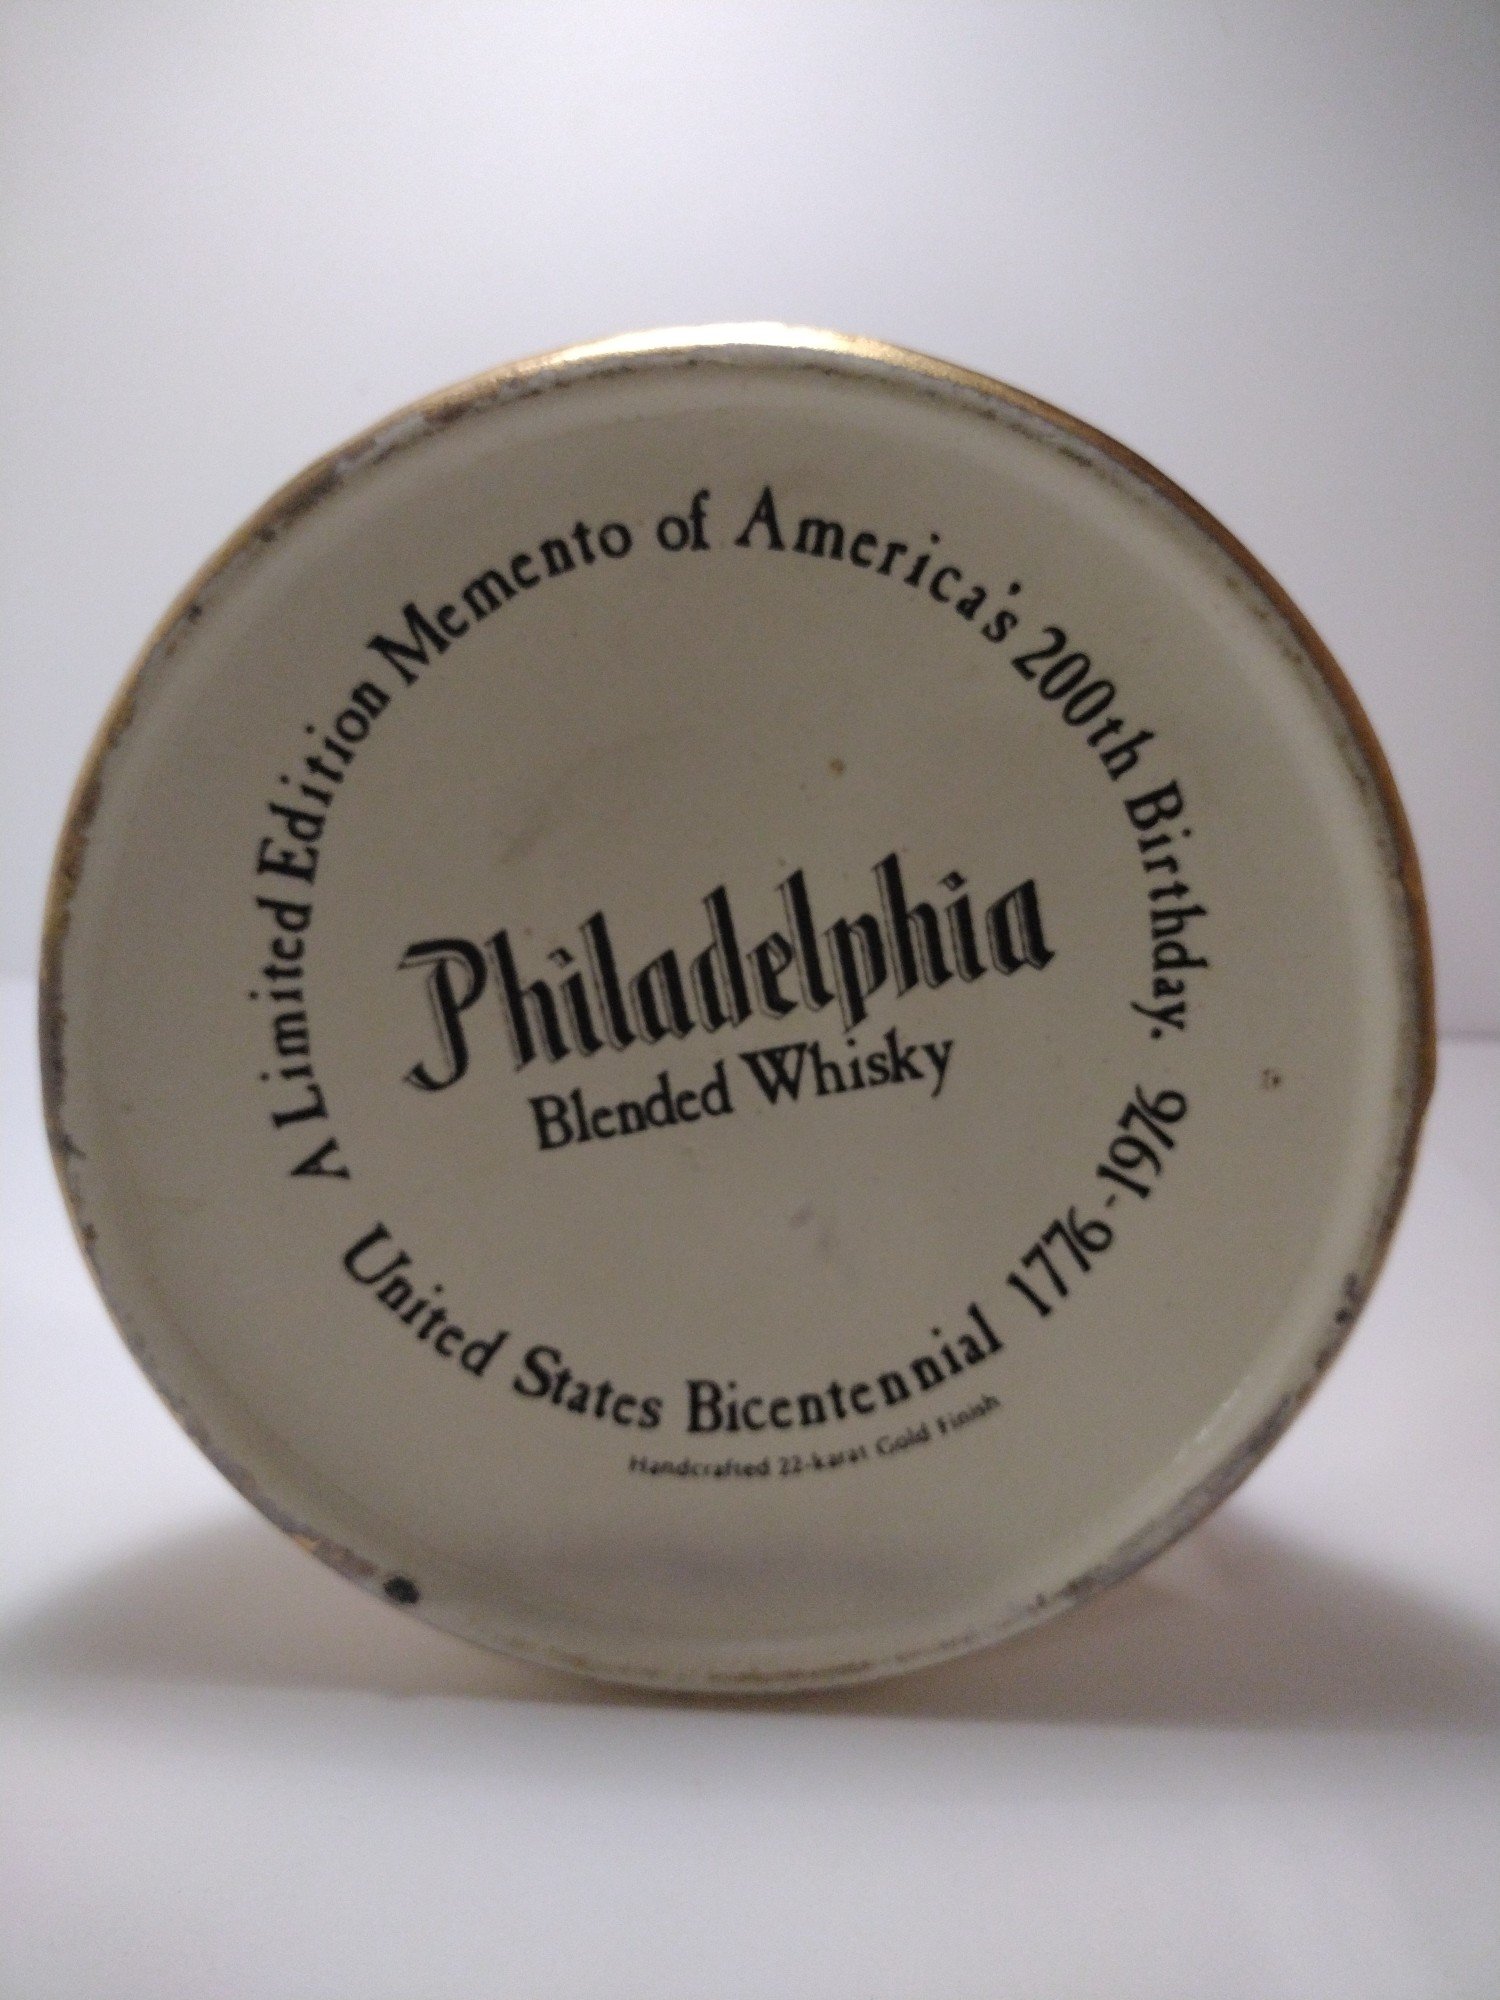 A Limited Edition Memento of America's 200th Birthday.
Philadelphia
Blended Whisky
United States Bicentennial 1776-1976
Handcrafted 22-karat Gold Finish